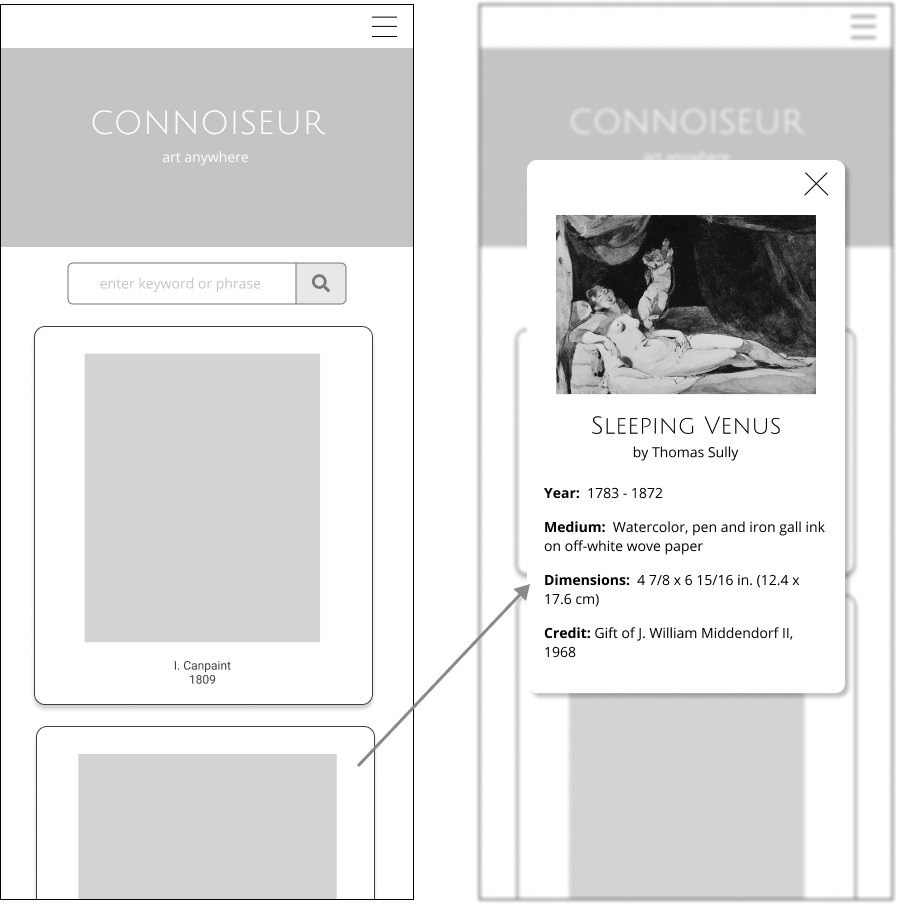 CONNOISEUR
art anywhere
enter keyword or phrase
I. Canpaint
1809
CONNOISEUR
art anywhere
Sleeping Venus
by Thomas Sully
Year: 1783 - 1872
Medium: Watercolor, pen and iron gall ink
on off-white wove paper
Dimensions: 4 7/8 x 6 15/16 in. (12.4 x
17.6 cm)
Credit: Gift of J. William Middendorf II,
1968